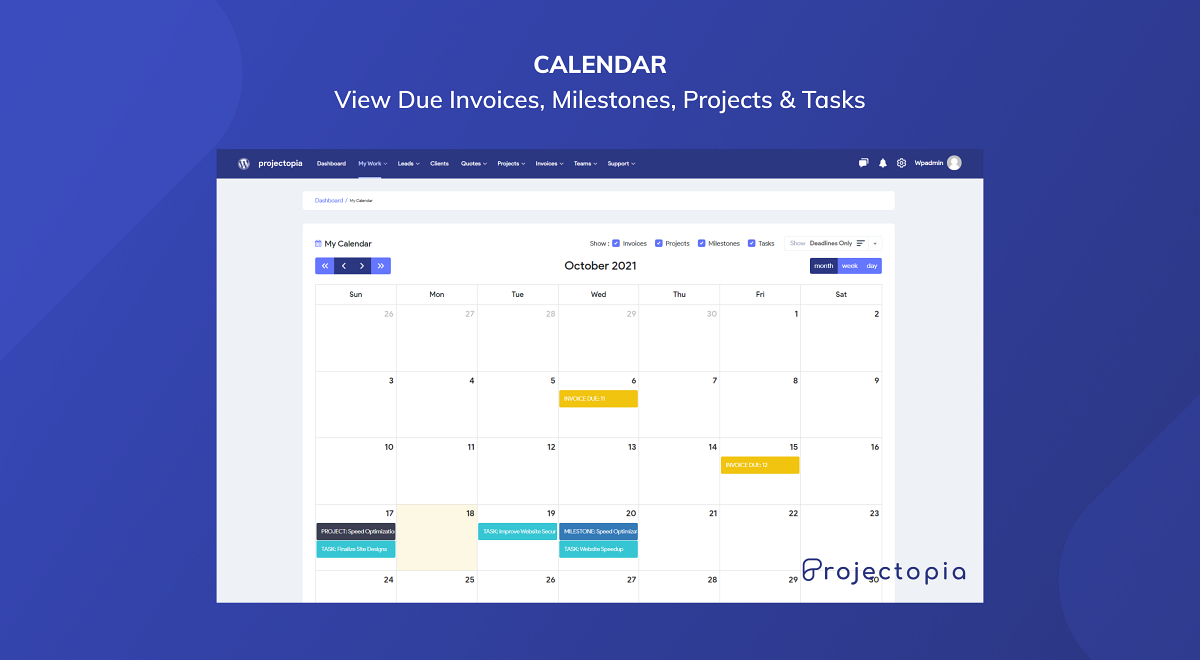 CALENDAR
View Due Invoices, Milestones, Projects & Tasks
projectopia Dashboard My Work Leads Clients Quotes Projects Invoices Teams Support Wpadmin
Dashboard / My Calendar
My Calendar Show : Invoices Projects Milestones Tasks Show Deadlines Only
« ‹ › » October 2021 month week day
Sun Mon Tue Wed Thu Fri Sat
26 27 28 29 30 1 2
3 4 5 6 7 8 9
INVOICE DUE: 11
10 11 12 13 14 15 16
INVOICE DUE: 12
17 18 19 20 21 22 23
PROJECT: Speed Optimizatio TASK: Improve Website Secur MILESTONE: Speed Optimizat
TASK: Finalize Site Designs TASK: Website Speedup
24 25 26 27 28 29 30
Projectopia